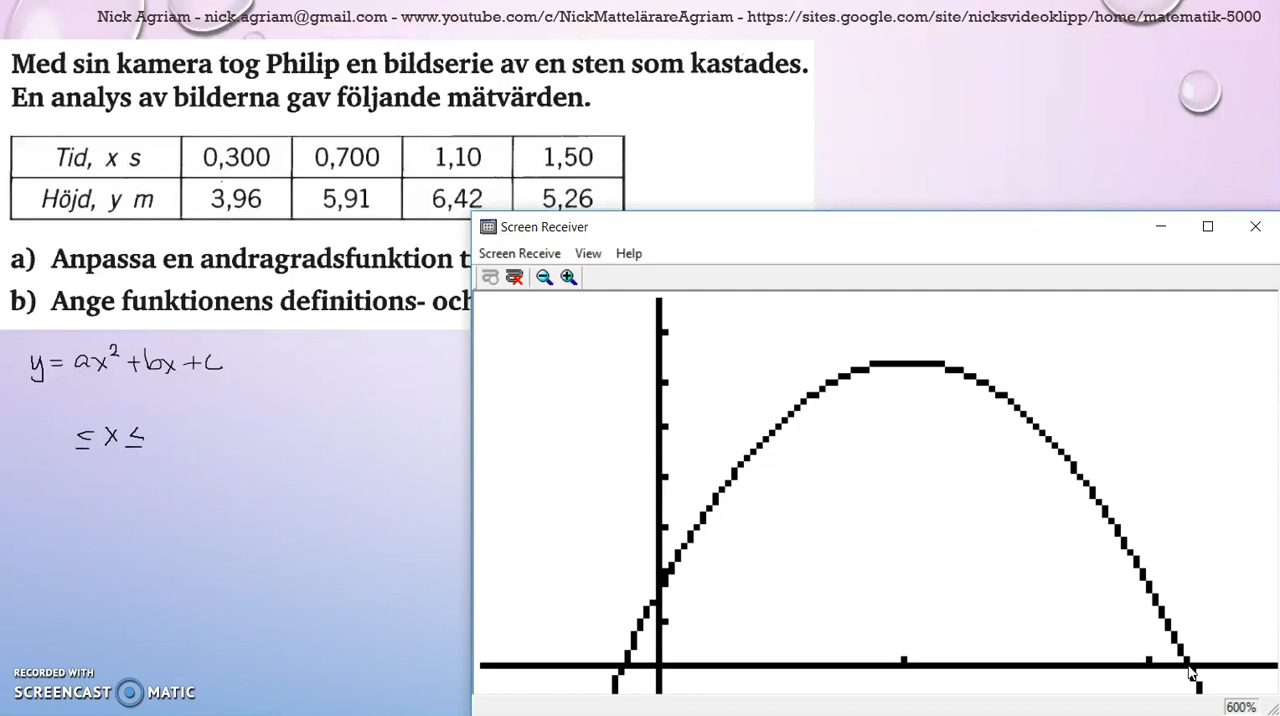 Nick Agriam - nick.agriam@gmail.com - www.youtube.com/c/NickMattelärareAgriam - https://sites.google.com/site/nicksvideoklipp/home/matematik-5000
Med sin kamera tog Philip en bildserie av en sten som kastades.
En analys av bilderna gav följande mätvärden.
Tid, x s 0,300 0,700 1,10 1,50
Höjd, y m 3,96 5,91 6,42 5,26
a) Anpassa en andragradsfunktion t
b) Ange funktionens definitions- och
y = ax² + bx + c
≤ x ≤
Screen Receiver
Screen Receive View Help
600%
RECORDED WITH
SCREENCAST MATIC